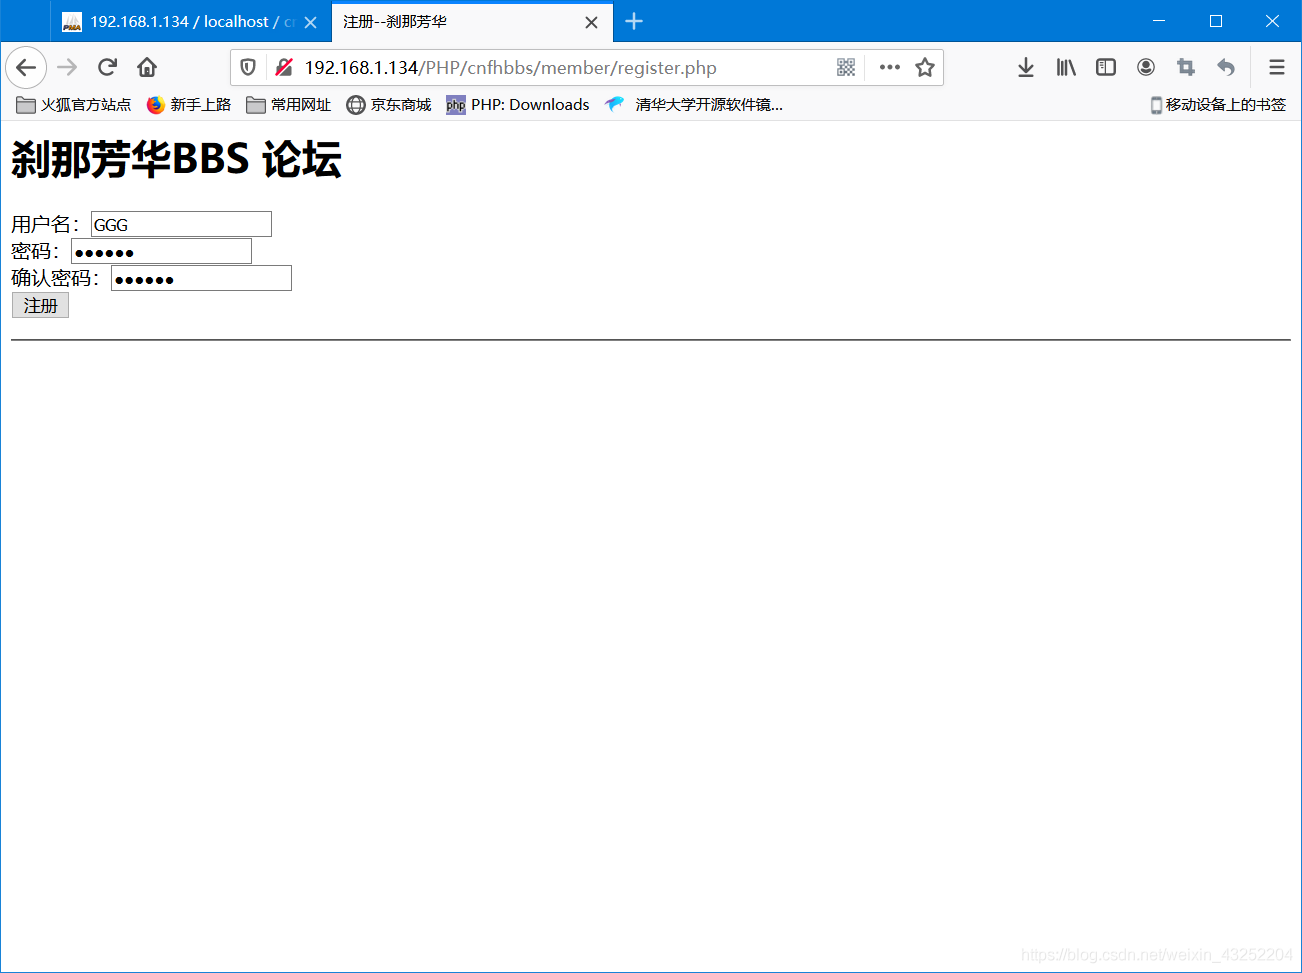 192.168.1.134 / localhost / cn
注册--刹那芳华
192.168.1.134/PHP/cnfhbbs/member/register.php
火狐官方站点 新手上路 常用网址 京东商城 php PHP: Downloads 清华大学开源软件镜... 移动设备上的书签
刹那芳华BBS 论坛
用户名： GGG
密码： ●●●●●●
确认密码： ●●●●●●
注册
https://blog.csdn.net/weixin_43252204